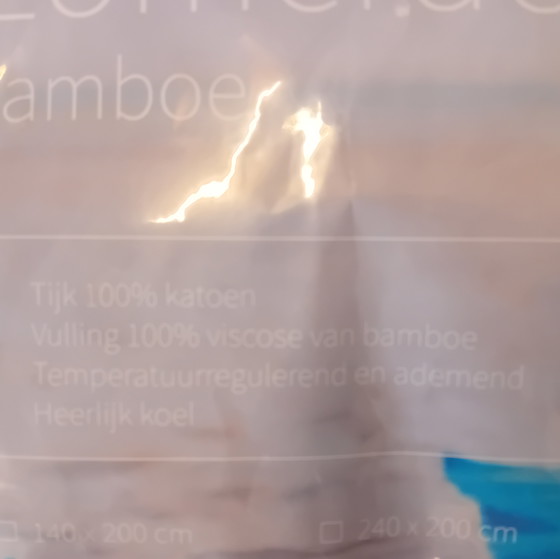 amboe
Tijk 100% katoen
Vulling 100% viscose van bamboe
Temperatuurregulerend en ademend
Heerlijk koel
140 x 200 cm
240 x 200 cm